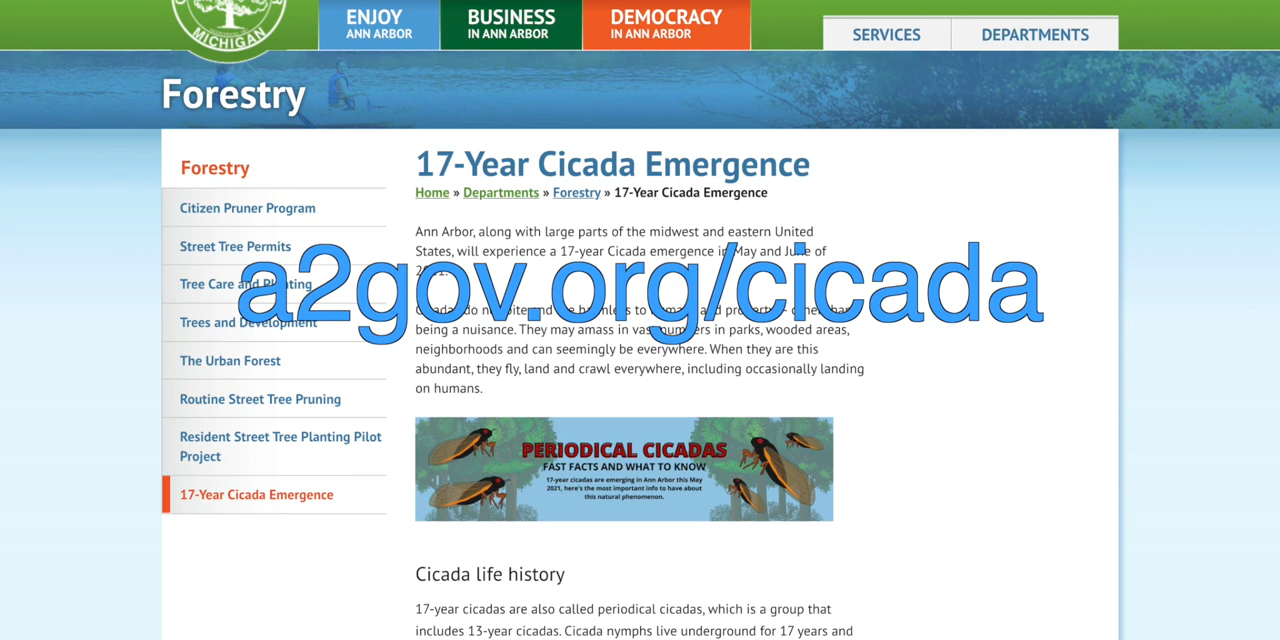 MICHIGAN
ENJOY
ANN ARBOR
BUSINESS
IN ANN ARBOR
DEMOCRACY
IN ANN ARBOR
SERVICES
DEPARTMENTS
Forestry
Forestry
Citizen Pruner Program
Street Tree Permits
Tree Care and Planting
Trees and Development
The Urban Forest
Routine Street Tree Pruning
Resident Street Tree Planting Pilot
Project
17-Year Cicada Emergence
17-Year Cicada Emergence
Home » Departments » Forestry » 17-Year Cicada Emergence
Ann Arbor, along with large parts of the midwest and eastern United
States, will experience a 17-year Cicada emergence in May and June of
2021.
a2gov.org/cicada
do not bite and to and
being a nuisance. They may amass in vast numbers in parks, wooded areas,
neighborhoods and can seemingly be everywhere. When they are this
abundant, they fly, land and crawl everywhere, including occasionally landing
on humans.
PERIODICAL CICADAS
FAST FACTS AND WHAT TO KNOW
17-year cicadas are emerging in Ann Arbor this May
2021, here's the most important info to have about
this natural phenomenon.
Cicada life history
17-year cicadas are also called periodical cicadas, which is a group that
includes 13-year cicadas. Cicada nymphs live underground for 17 years and